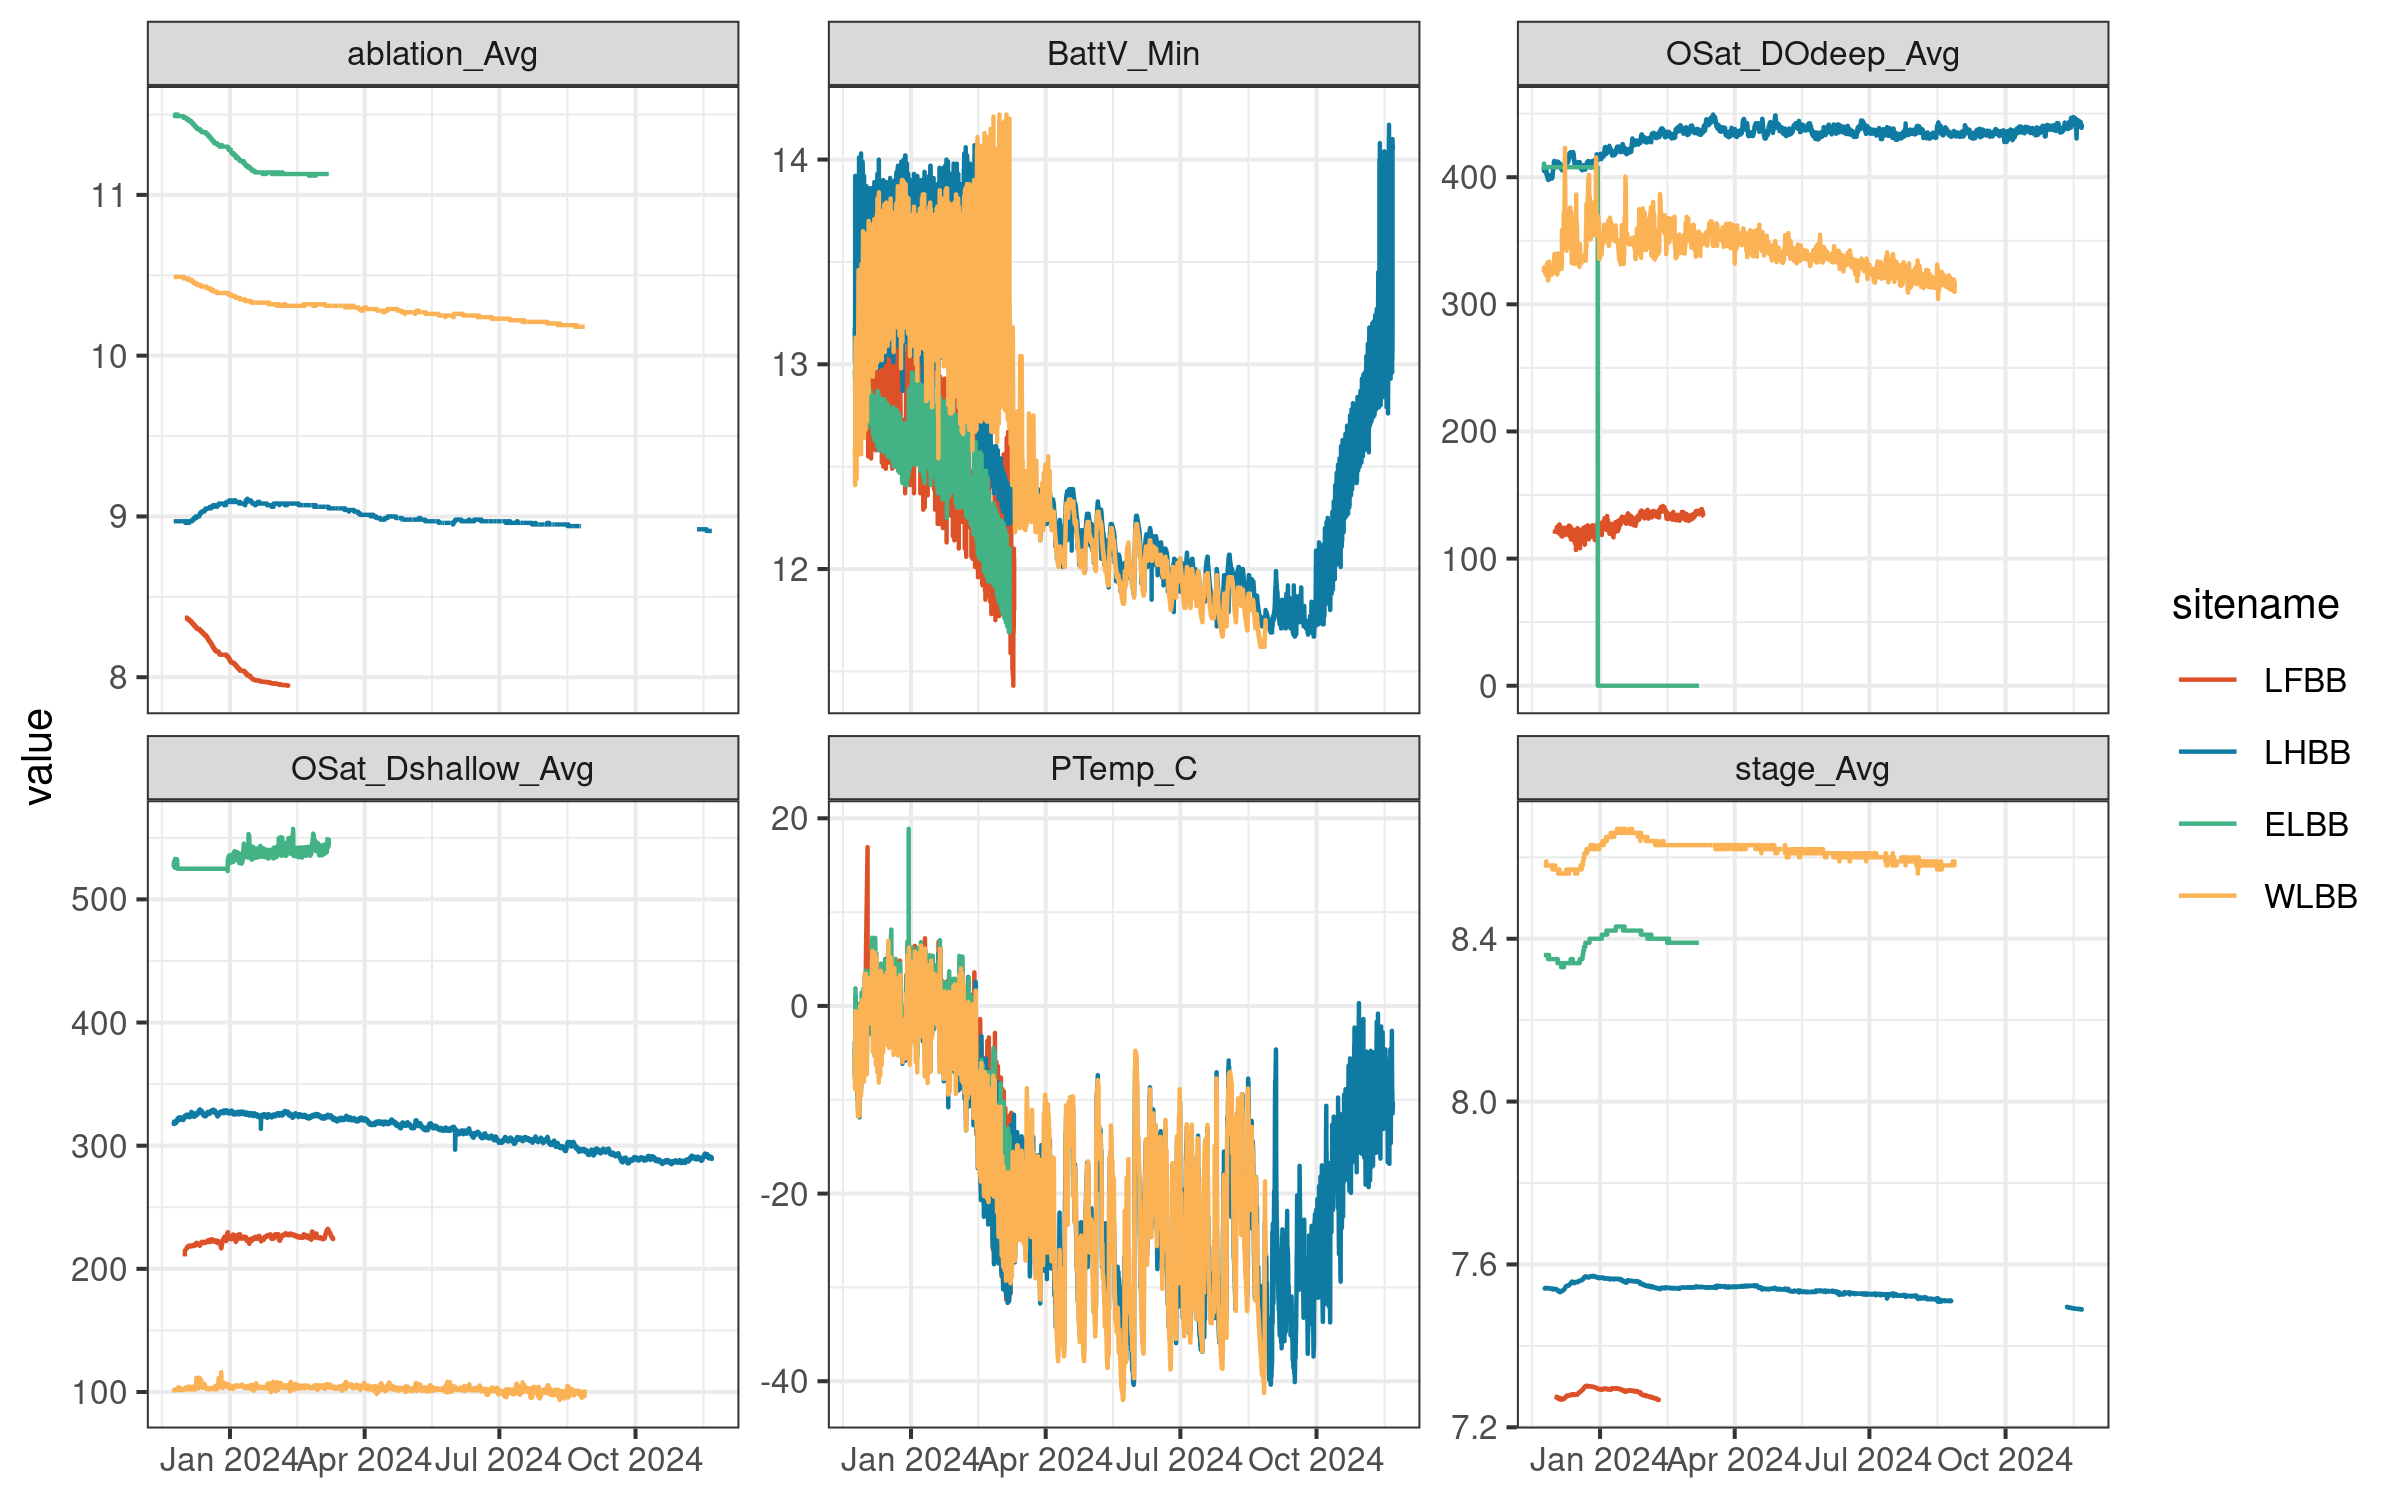 ablation_Avg
BattV_Min
OSat_DOdeep_Avg
11
10
9
8
14
13
12
400
300
200
100
0
value
OSat_Dshallow_Avg
PTemp_C
stage_Avg
500
400
300
200
100
20
0
-20
-40
8.4
8.0
7.6
7.2
Jan 2024 Apr 2024 Jul 2024 Oct 2024
Jan 2024 Apr 2024 Jul 2024 Oct 2024
Jan 2024 Apr 2024 Jul 2024 Oct 2024
sitename
LFBB
LHBB
ELBB
WLBB